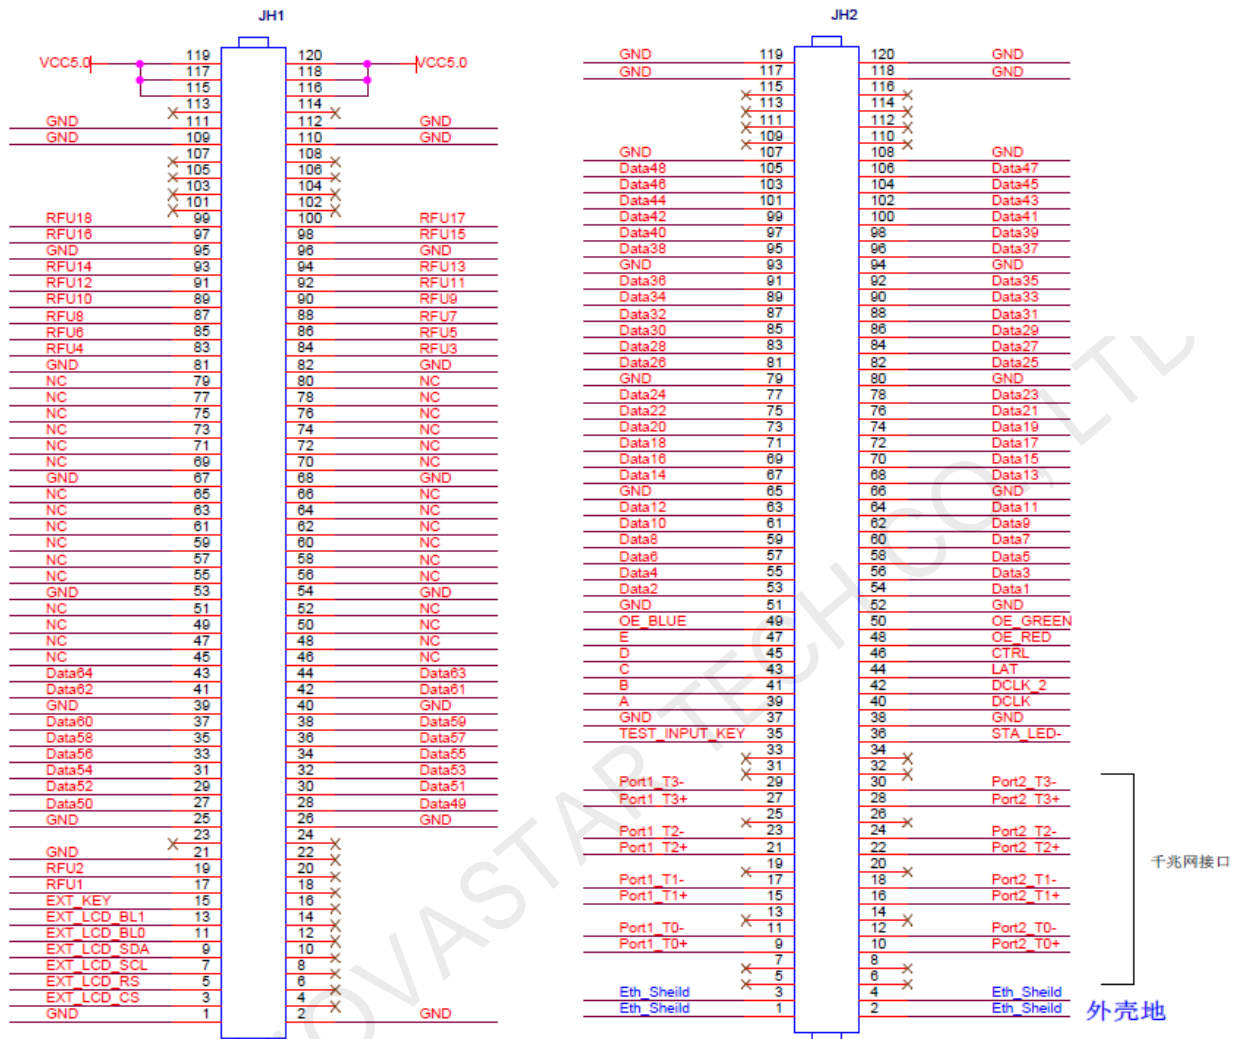 JH1
VCC5.0 119 120 VCC5.0
117 118
115 116
113 114
GND 111 112 GND
GND 109 110 GND
107 108
105 106
103 104
101 102
RFU18 99 100 RFU17
RFU16 97 98 RFU15
GND 95 96 GND
RFU14 93 94 RFU13
RFU12 91 92 RFU11
RFU10 89 90 RFU9
RFU8 87 88 RFU7
RFU6 85 86 RFU5
RFU4 83 84 RFU3
GND 81 82 GND
NC 79 80 NC
NC 77 78 NC
NC 75 76 NC
NC 73 74 NC
NC 71 72 NC
NC 69 70 NC
GND 67 68 GND
NC 65 66 NC
NC 63 64 NC
NC 61 62 NC
NC 59 60 NC
NC 57 58 NC
NC 55 56 NC
GND 53 54 GND
NC 51 52 NC
NC 49 50 NC
NC 47 48 NC
NC 45 46 NC
Data64 43 44 Data63
Data62 41 42 Data61
GND 39 40 GND
Data60 37 38 Data59
Data58 35 36 Data57
Data56 33 34 Data55
Data54 31 32 Data53
Data52 29 30 Data51
Data50 27 28 Data49
GND 25 26 GND
23 24
GND 21 22
RFU2 19 20
RFU1 17 18
EXT_KEY 15 16
EXT_LCD_BL1 13 14
EXT_LCD_BL0 11 12
EXT_LCD_SDA 9 10
EXT_LCD_SCL 7 8
EXT_LCD_RS 5 6
EXT_LCD_CS 3 4
GND 1 2 GND
JH2
GND 119 120 GND
GND 117 118 GND
115 116
113 114
111 112
109 110
GND 107 108 GND
Data48 105 106 Data47
Data46 103 104 Data45
Data44 101 102 Data43
Data42 99 100 Data41
Data40 97 98 Data39
Data38 95 96 Data37
GND 93 94 GND
Data36 91 92 Data35
Data34 89 90 Data33
Data32 87 88 Data31
Data30 85 86 Data29
Data28 83 84 Data27
Data26 81 82 Data25
GND 79 80 GND
Data24 77 78 Data23
Data22 75 76 Data21
Data20 73 74 Data19
Data18 71 72 Data17
Data16 69 70 Data15
Data14 67 68 Data13
GND 65 66 GND
Data12 63 64 Data11
Data10 61 62 Data9
Data8 59 60 Data7
Data6 57 58 Data5
Data4 55 56 Data3
Data2 53 54 Data1
GND 51 52 GND
OE_BLUE 49 50 OE_GREEN
E 47 48 OE_RED
D 45 46 CTRL
C 43 44 LAT
B 41 42 DCLK_2
A 39 40 DCLK
GND 37 38 GND
TEST_INPUT_KEY 35 36 STA_LED-
33 34
31 32
Port1_T3- 29 30 Port2_T3-
Port1_T3+ 27 28 Port2_T3+
25 26
Port1_T2- 23 24 Port2_T2-
Port1_T2+ 21 22 Port2_T2+
19 20
Port1_T1- 17 18 Port2_T1-
Port1_T1+ 15 16 Port2_T1+
13 14
Port1_T0- 11 12 Port2_T0-
Port1_T0+ 9 10 Port2_T0+
7 8
5 6
Eth_Sheild 3 4 Eth_Sheild
Eth_Sheild 1 2 Eth_Sheild
千兆网接口
外壳地
OVASTAR TECH CO., LTD